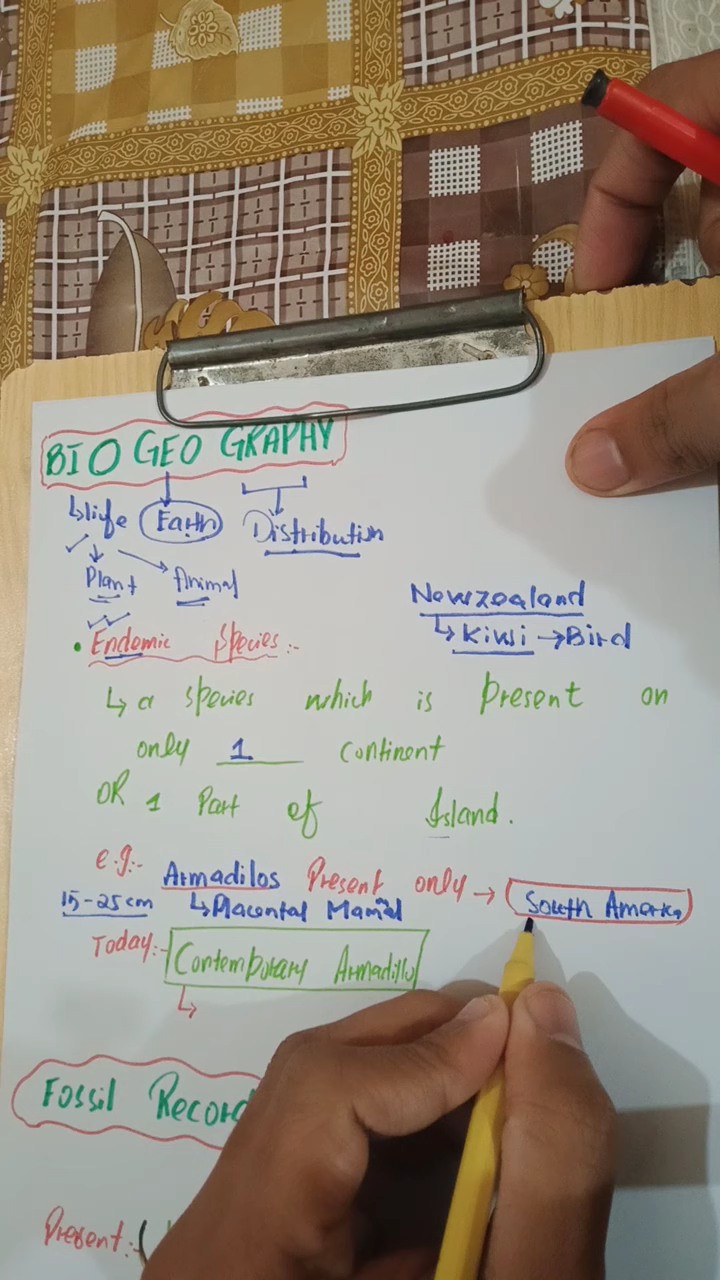 BIO GEO GRAPHY
↳life Earth Distribution
Plant Animal
Newzealand
↳Kiwi →Bird
• Endemic Species:-
↳ a species which is Present on
only 1 continent
OR 1 Part of Island.
e.g:- Armadilos Present only → South America
15-25cm ↳Placental Mamal
Today:- Contemporary Armadillo
↳
Fossil Record
Present:-